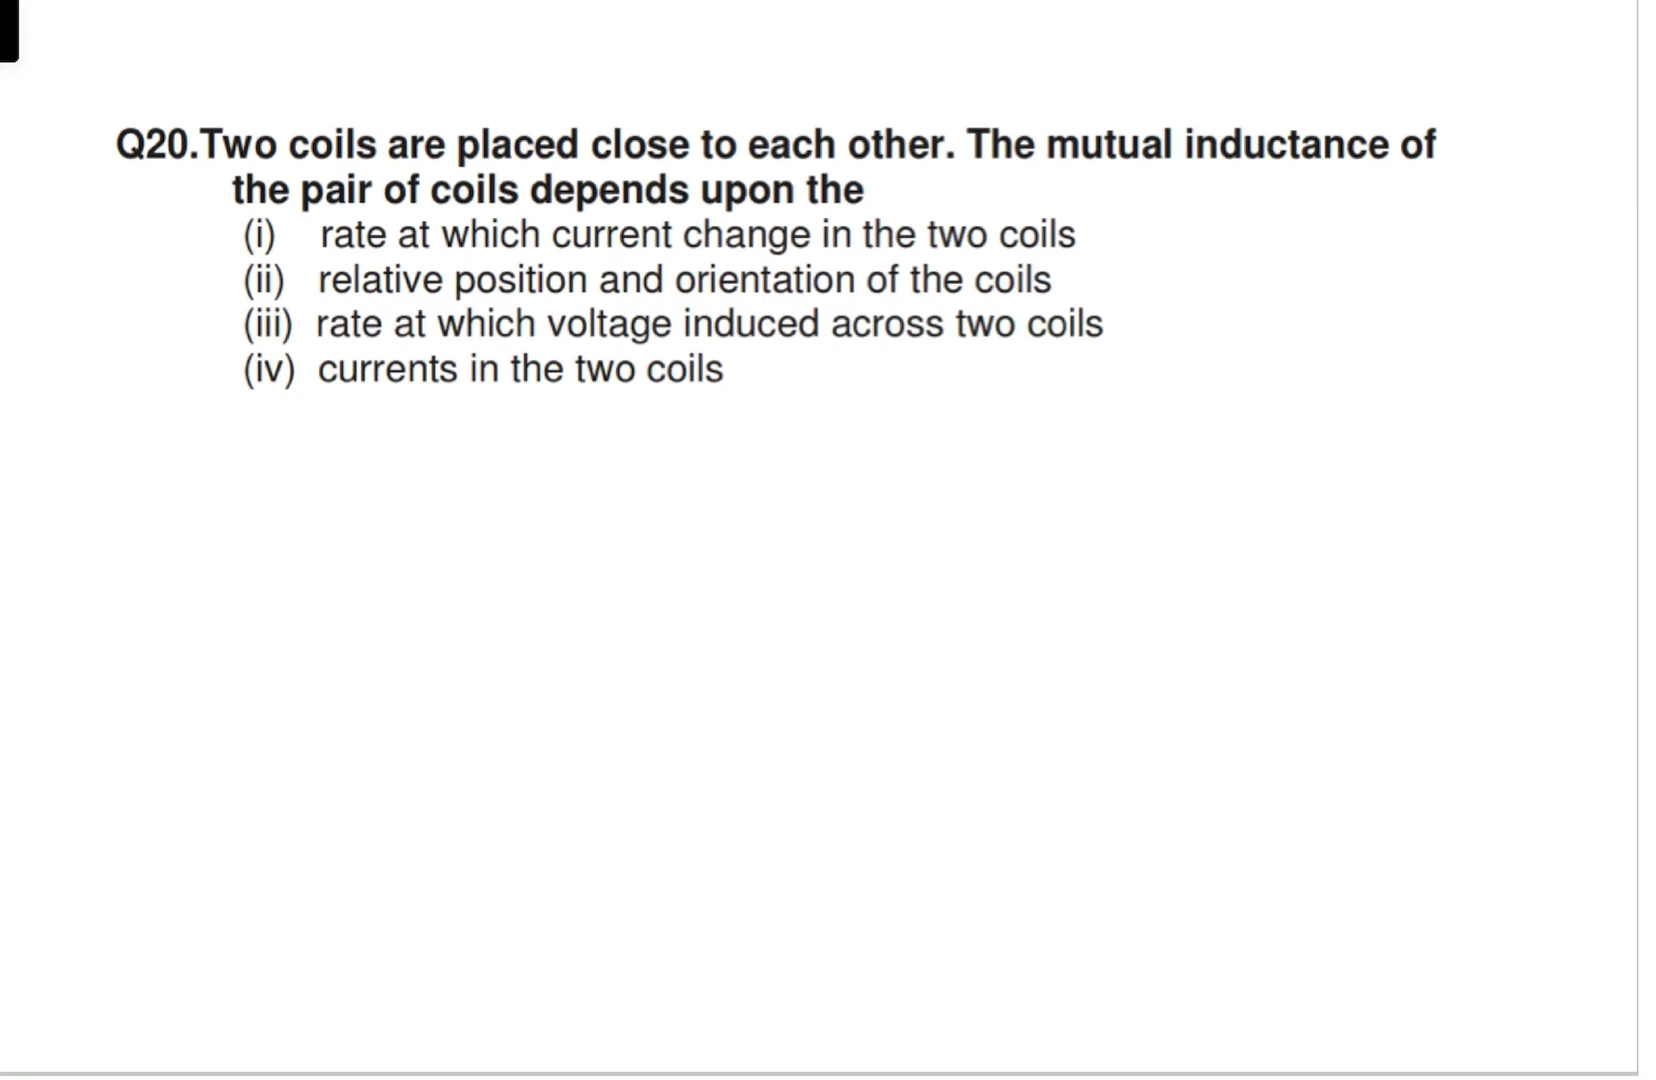 Q20.Two coils are placed close to each other. The mutual inductance of
the pair of coils depends upon the
(i) rate at which current change in the two coils
(ii) relative position and orientation of the coils
(iii) rate at which voltage induced across two coils
(iv) currents in the two coils